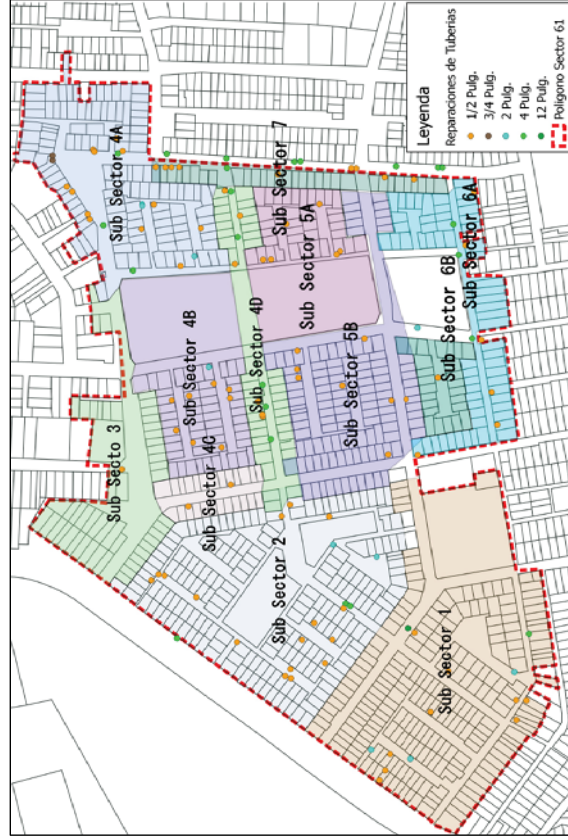 Leyenda
Reparaciones de Tuberias
1/2 Pulg.
3/4 Pulg.
2 Pulg.
4 Pulg.
12 Pulg.
Poligono Sector 61
Sub Sector 4A
Sub Sector 7
Sub Sector 5A
Sub Sector 6A
Sub Sector 6B
Sub Sector 4B
Sub Sector 4D
Sub Sector 5B
Sub Secto 3
Sub Sector 4C
Sub Sector 2
Sub Sector 1